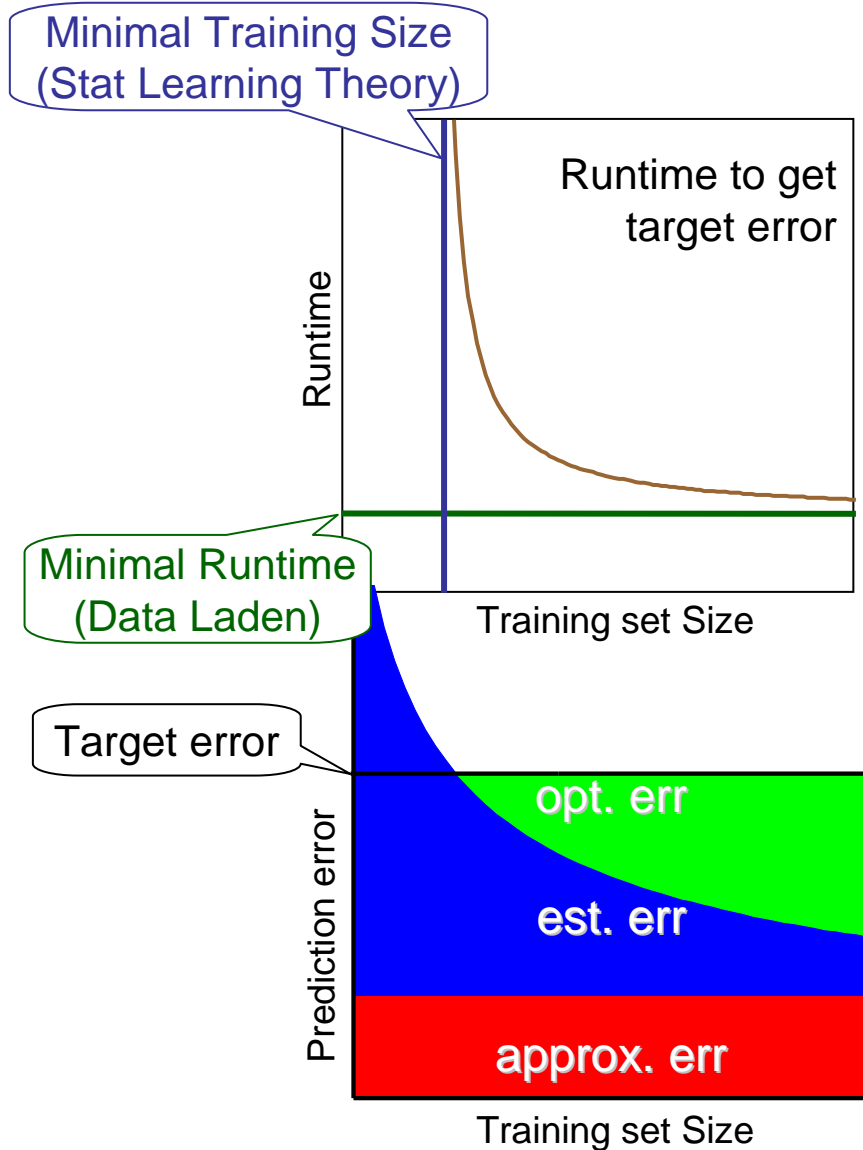 Minimal Training Size
(Stat Learning Theory)
Runtime to get
target error
Runtime
Minimal Runtime
(Data Laden)
Training set Size
Target error
opt. err
est. err
Prediction error
approx. err
Training set Size